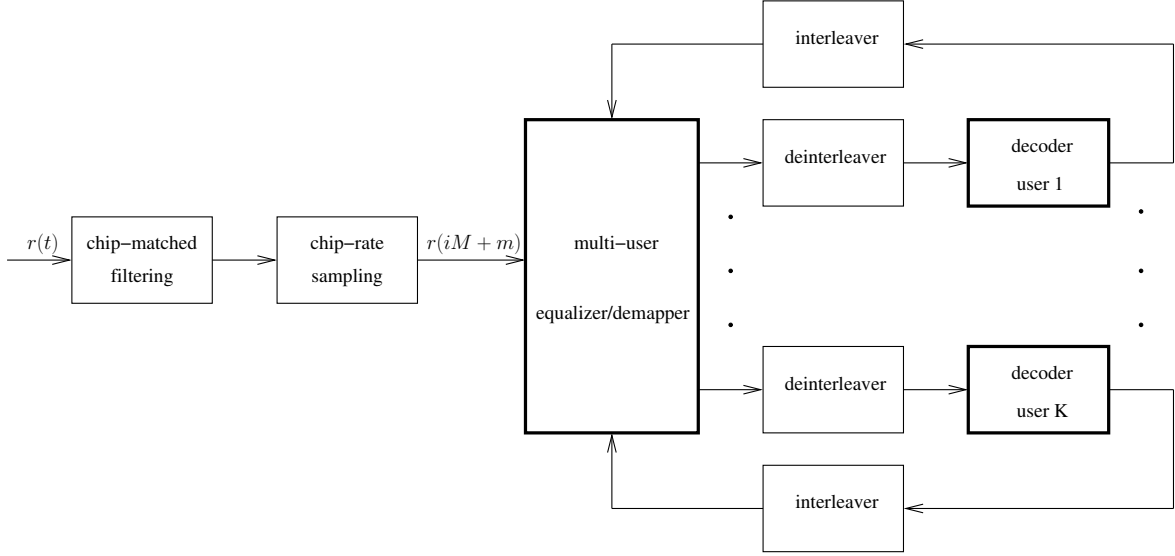 interleaver
deinterleaver
decoder
user 1
r(t)
chip−matched
filtering
chip−rate
sampling
r(iM + m)
multi−user
equalizer/demapper
deinterleaver
decoder
user K
interleaver